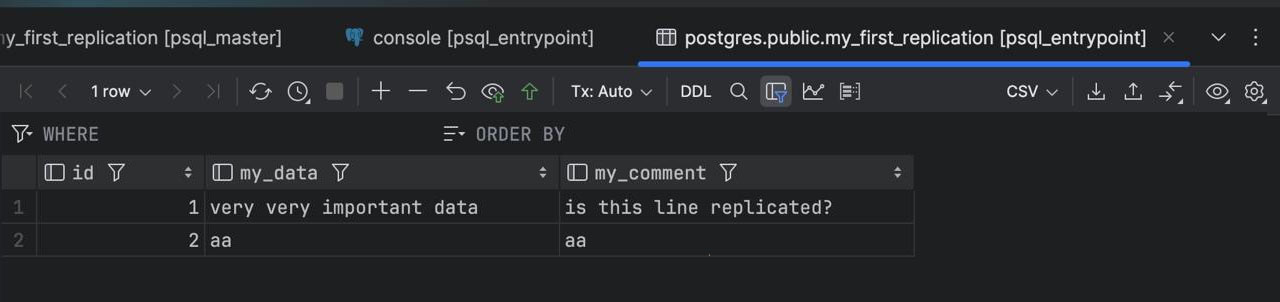 ny_first_replication [psql_master] console [psql_entrypoint] postgres.public.my_first_replication [psql_entrypoint]
1 row Tx: Auto DDL CSV
WHERE ORDER BY
id my_data my_comment
1 1 very very important data is this line replicated?
2 2 aa aa